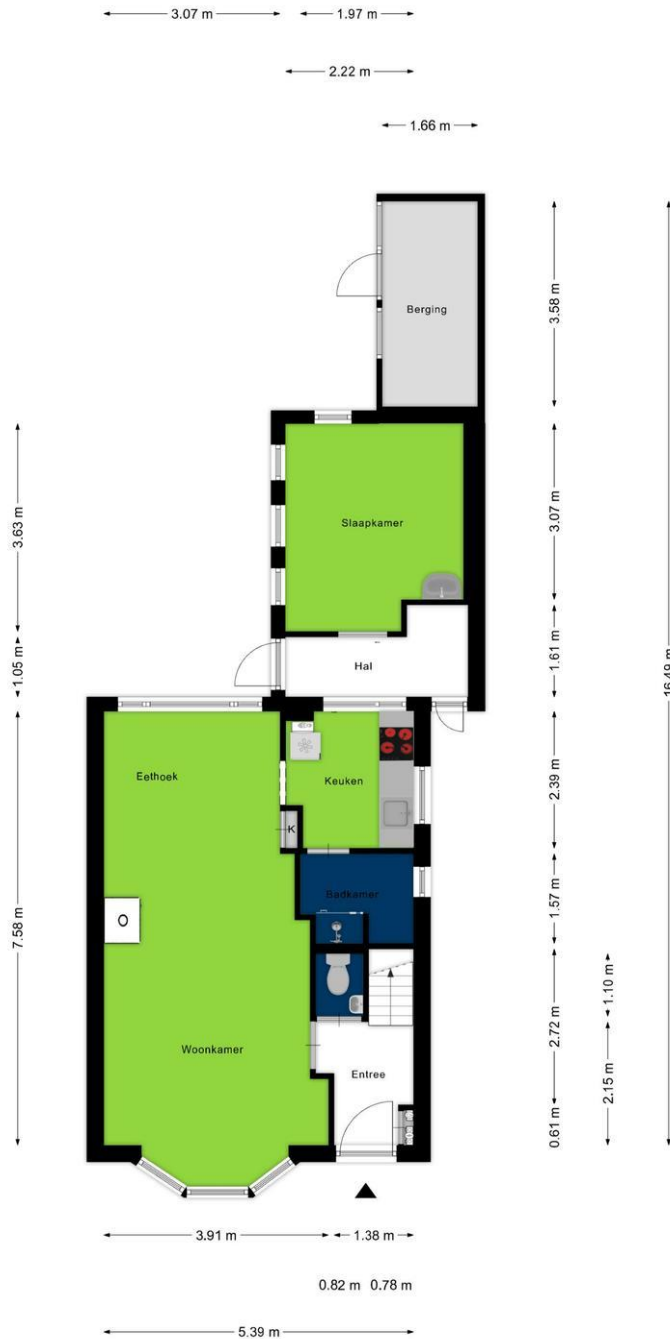 3.07 m 1.97 m
2.22 m
1.66 m
3.58 m
Berging
3.63 m
3.07 m
Slaapkamer
16.49 m
1.05 m
Hal
1.61 m
Eethoek
Keuken
2.39 m
K
7.58 m
Badkamer
1.57 m
1.10 m
2.72 m
Woonkamer
Entree
2.15 m
0.61 m
3.91 m 1.38 m
0.82 m 0.78 m
5.39 m